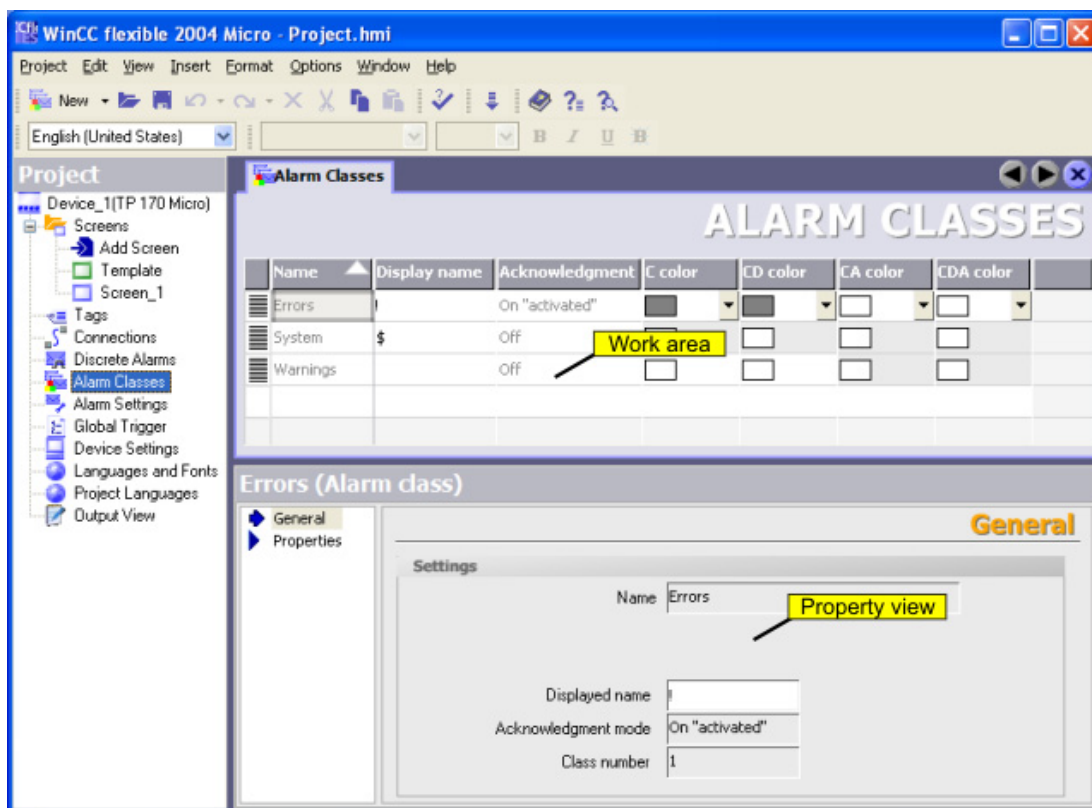 WinCC flexible 2004 Micro - Project.hmi
Project Edit View Insert Format Options Window Help
New
English (United States) B I U
Project
Device_1(TP 170 Micro)
Screens
Add Screen
Template
Screen_1
Tags
Connections
Discrete Alarms
Alarm Classes
Alarm Settings
Global Trigger
Device Settings
Languages and Fonts
Project Languages
Output View
Alarm Classes
ALARM CLASSES
Name Display name Acknowledgment C color CD color CA color CDA color
Errors ! On "activated"
System $ Off
Warnings Off
Work area
Errors (Alarm class)
General
Properties
General
Settings
Name Errors
Property view
Displayed name !
Acknowledgment mode On "activated"
Class number 1